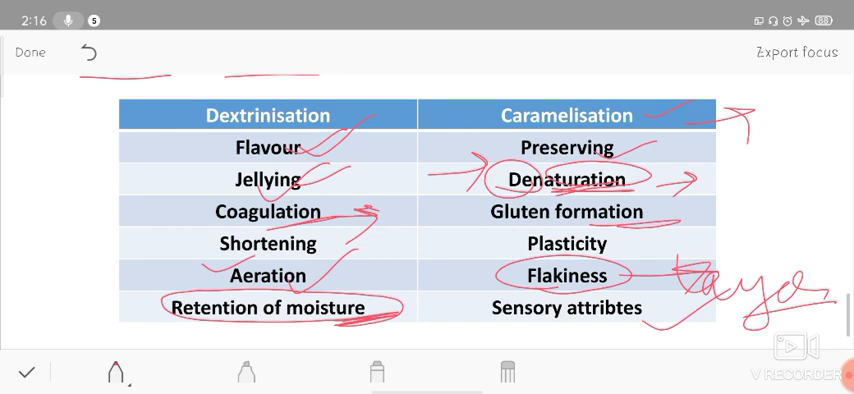 2:16 5
Done Export focus
Dextrinisation Caramelisation
Flavour Preserving
Jellying Denaturation
Coagulation Gluten formation
Shortening Plasticity
Aeration Flakiness
Retention of moisture Sensory attribtes
V RECORDER